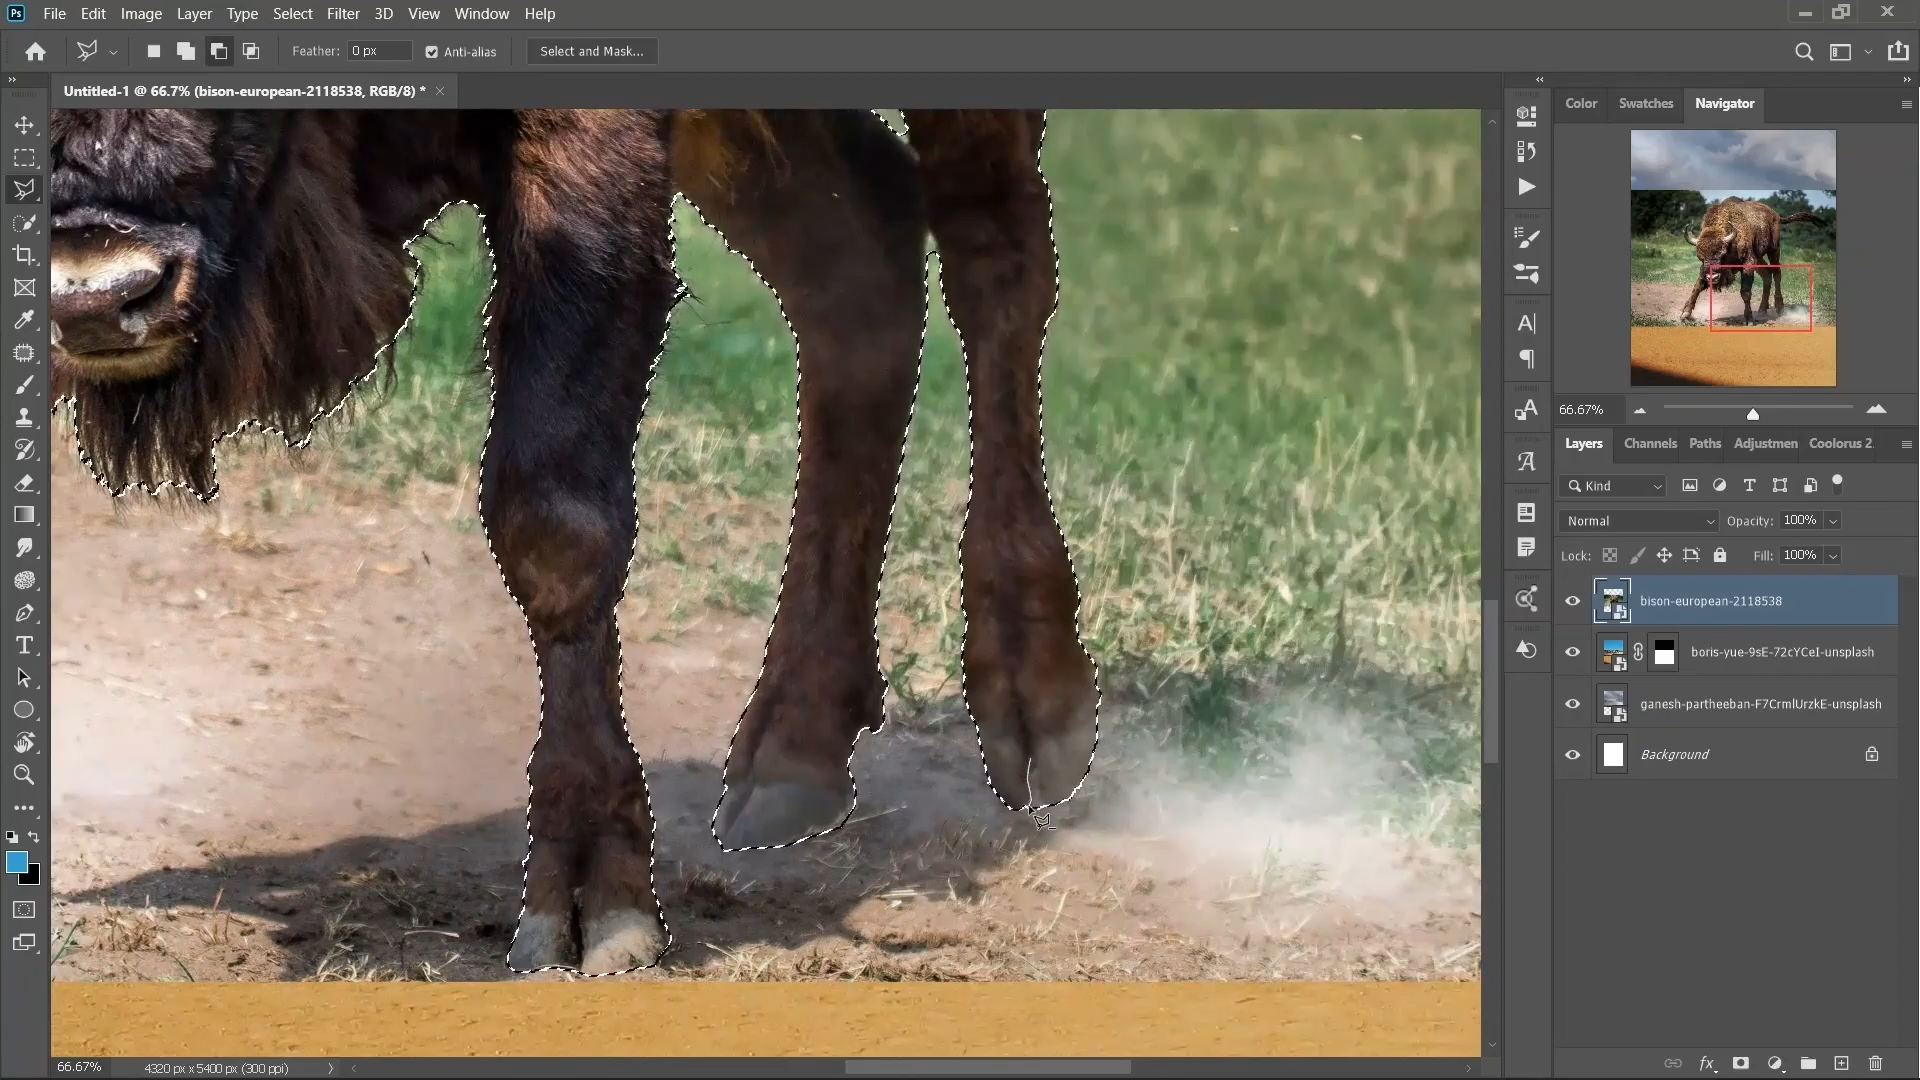 Ps File Edit Image Layer Type Select Filter 3D View Window Help
Feather: 0 px Anti-alias Select and Mask...
Untitled-1 @ 66.7% (bison-european-2118538, RGB/8) *
Color Swatches Navigator
66.67%
Layers Channels Paths Adjustmen Coolorus 2
Kind
Normal Opacity: 100%
Lock: Fill: 100%
bison-european-2118538
boris-yue-9sE-72cYCeI-unsplash
ganesh-partheeban-F7CrmlUrzkE-unsplash
Background
66.67% 4320 px x 5400 px (300 ppi)
fx